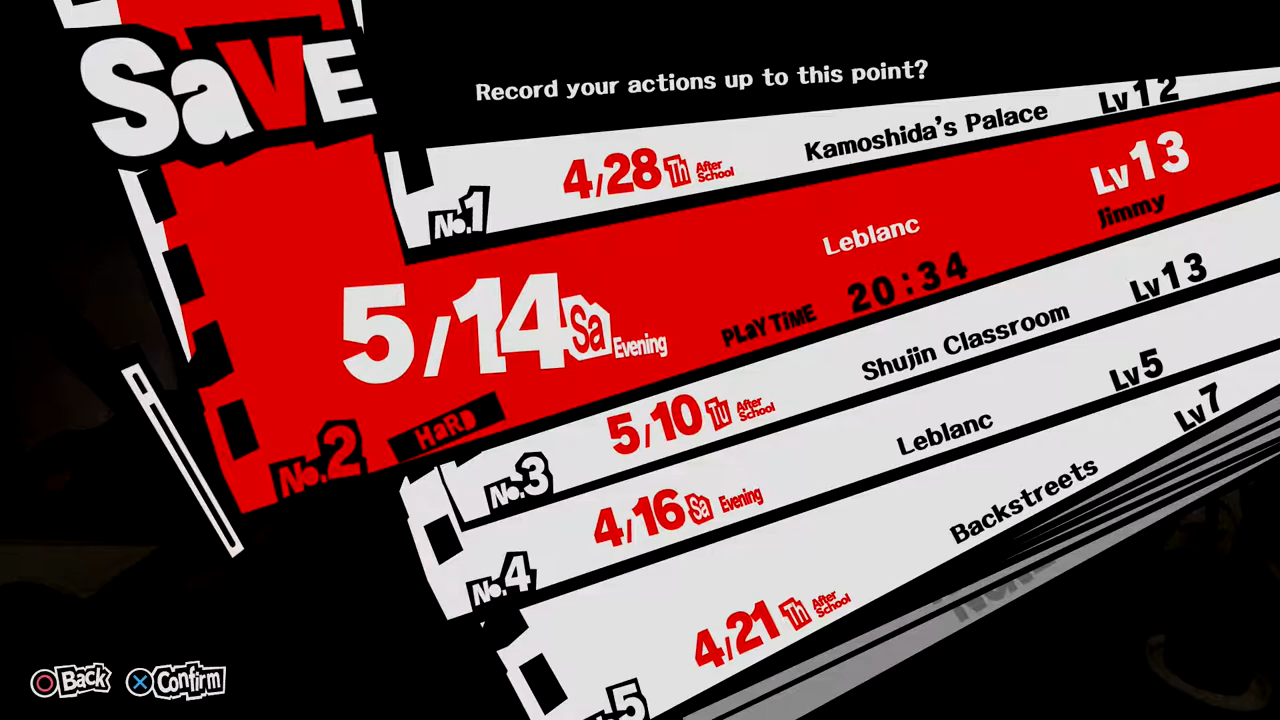 SaVE
Record your actions up to this point?
No.1 4/28 Th After School Kamoshida's Palace Lv12
No.2 5/14 Sa Evening Leblanc Lv13
HaRD PLaY TiME 20:34 Jimmy
No.3 5/10 Tu After School Shujin Classroom Lv13
No.4 4/16 Sa Evening Leblanc Lv5
No.5 4/21 Th After School Backstreets Lv7
Back Confirm